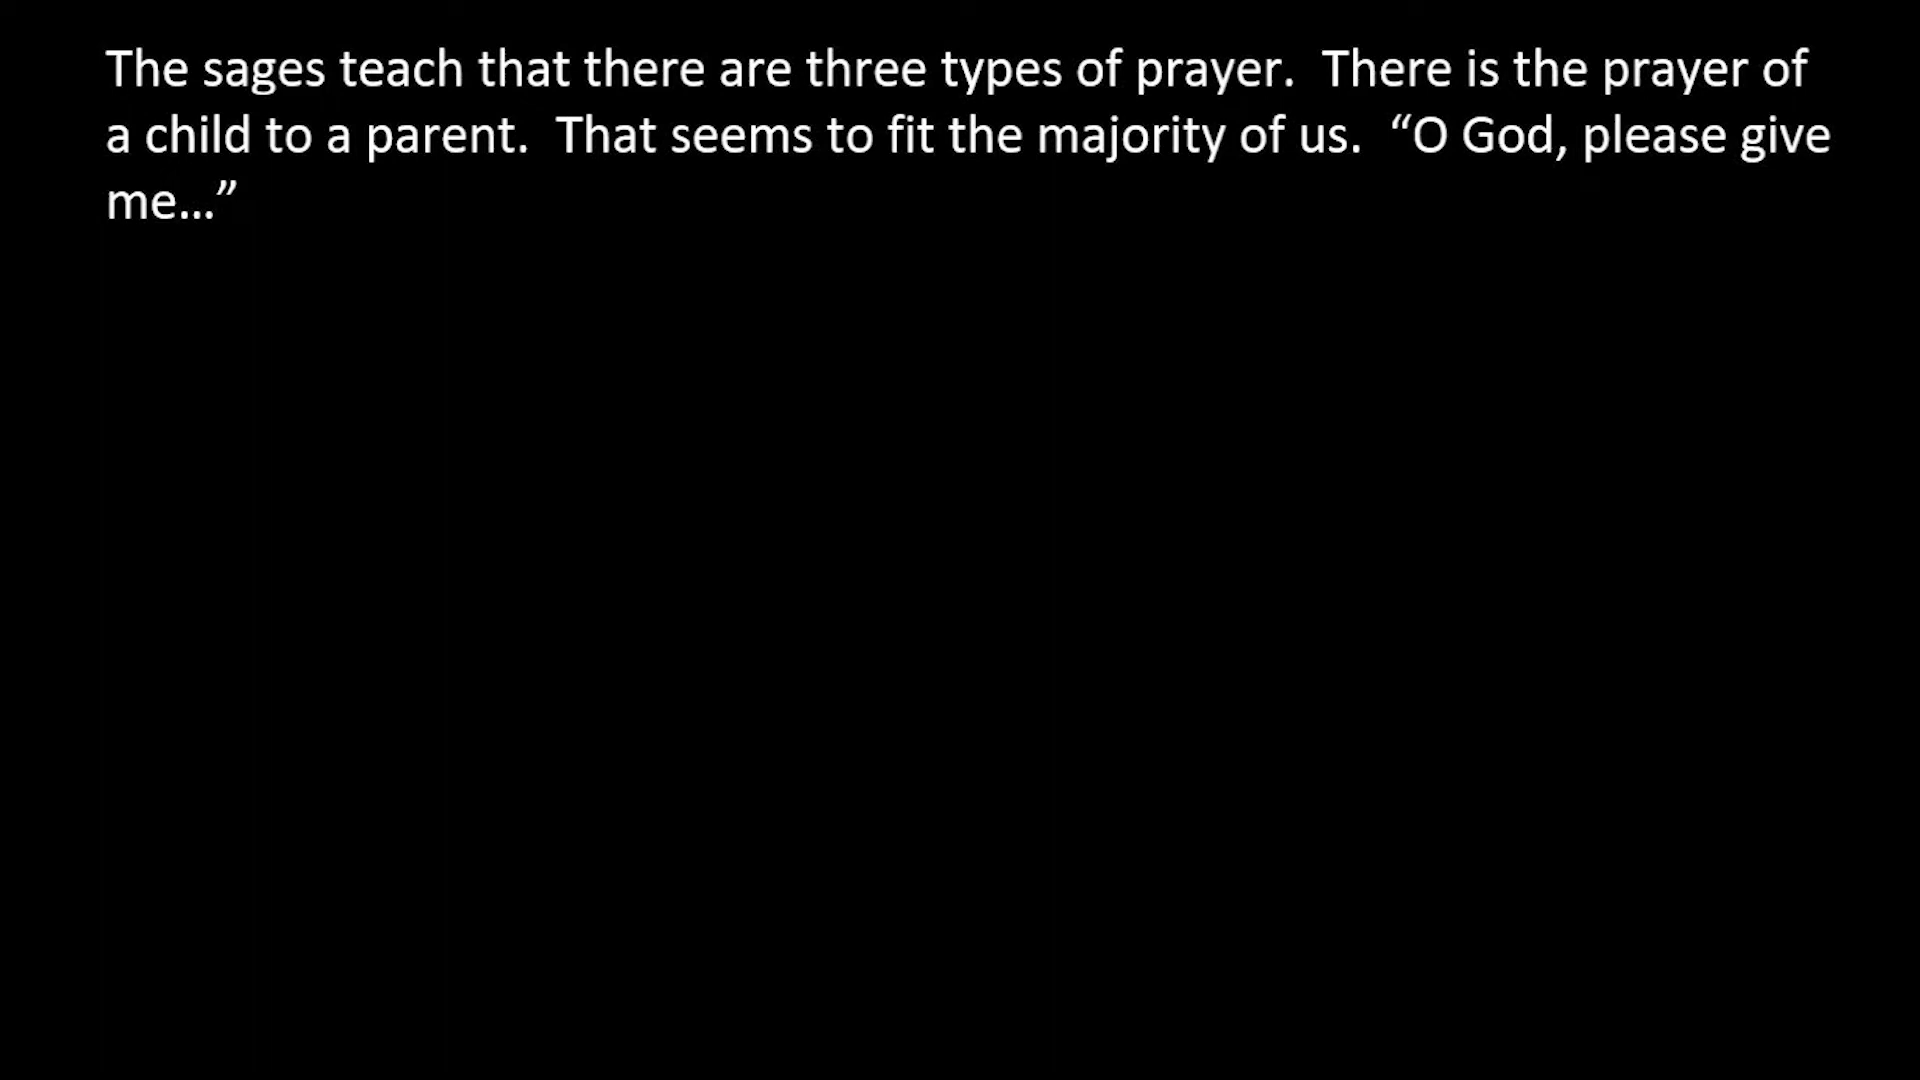 The sages teach that there are three types of prayer.  There is the prayer of
a child to a parent.  That seems to fit the majority of us.  “O God, please give
me…”